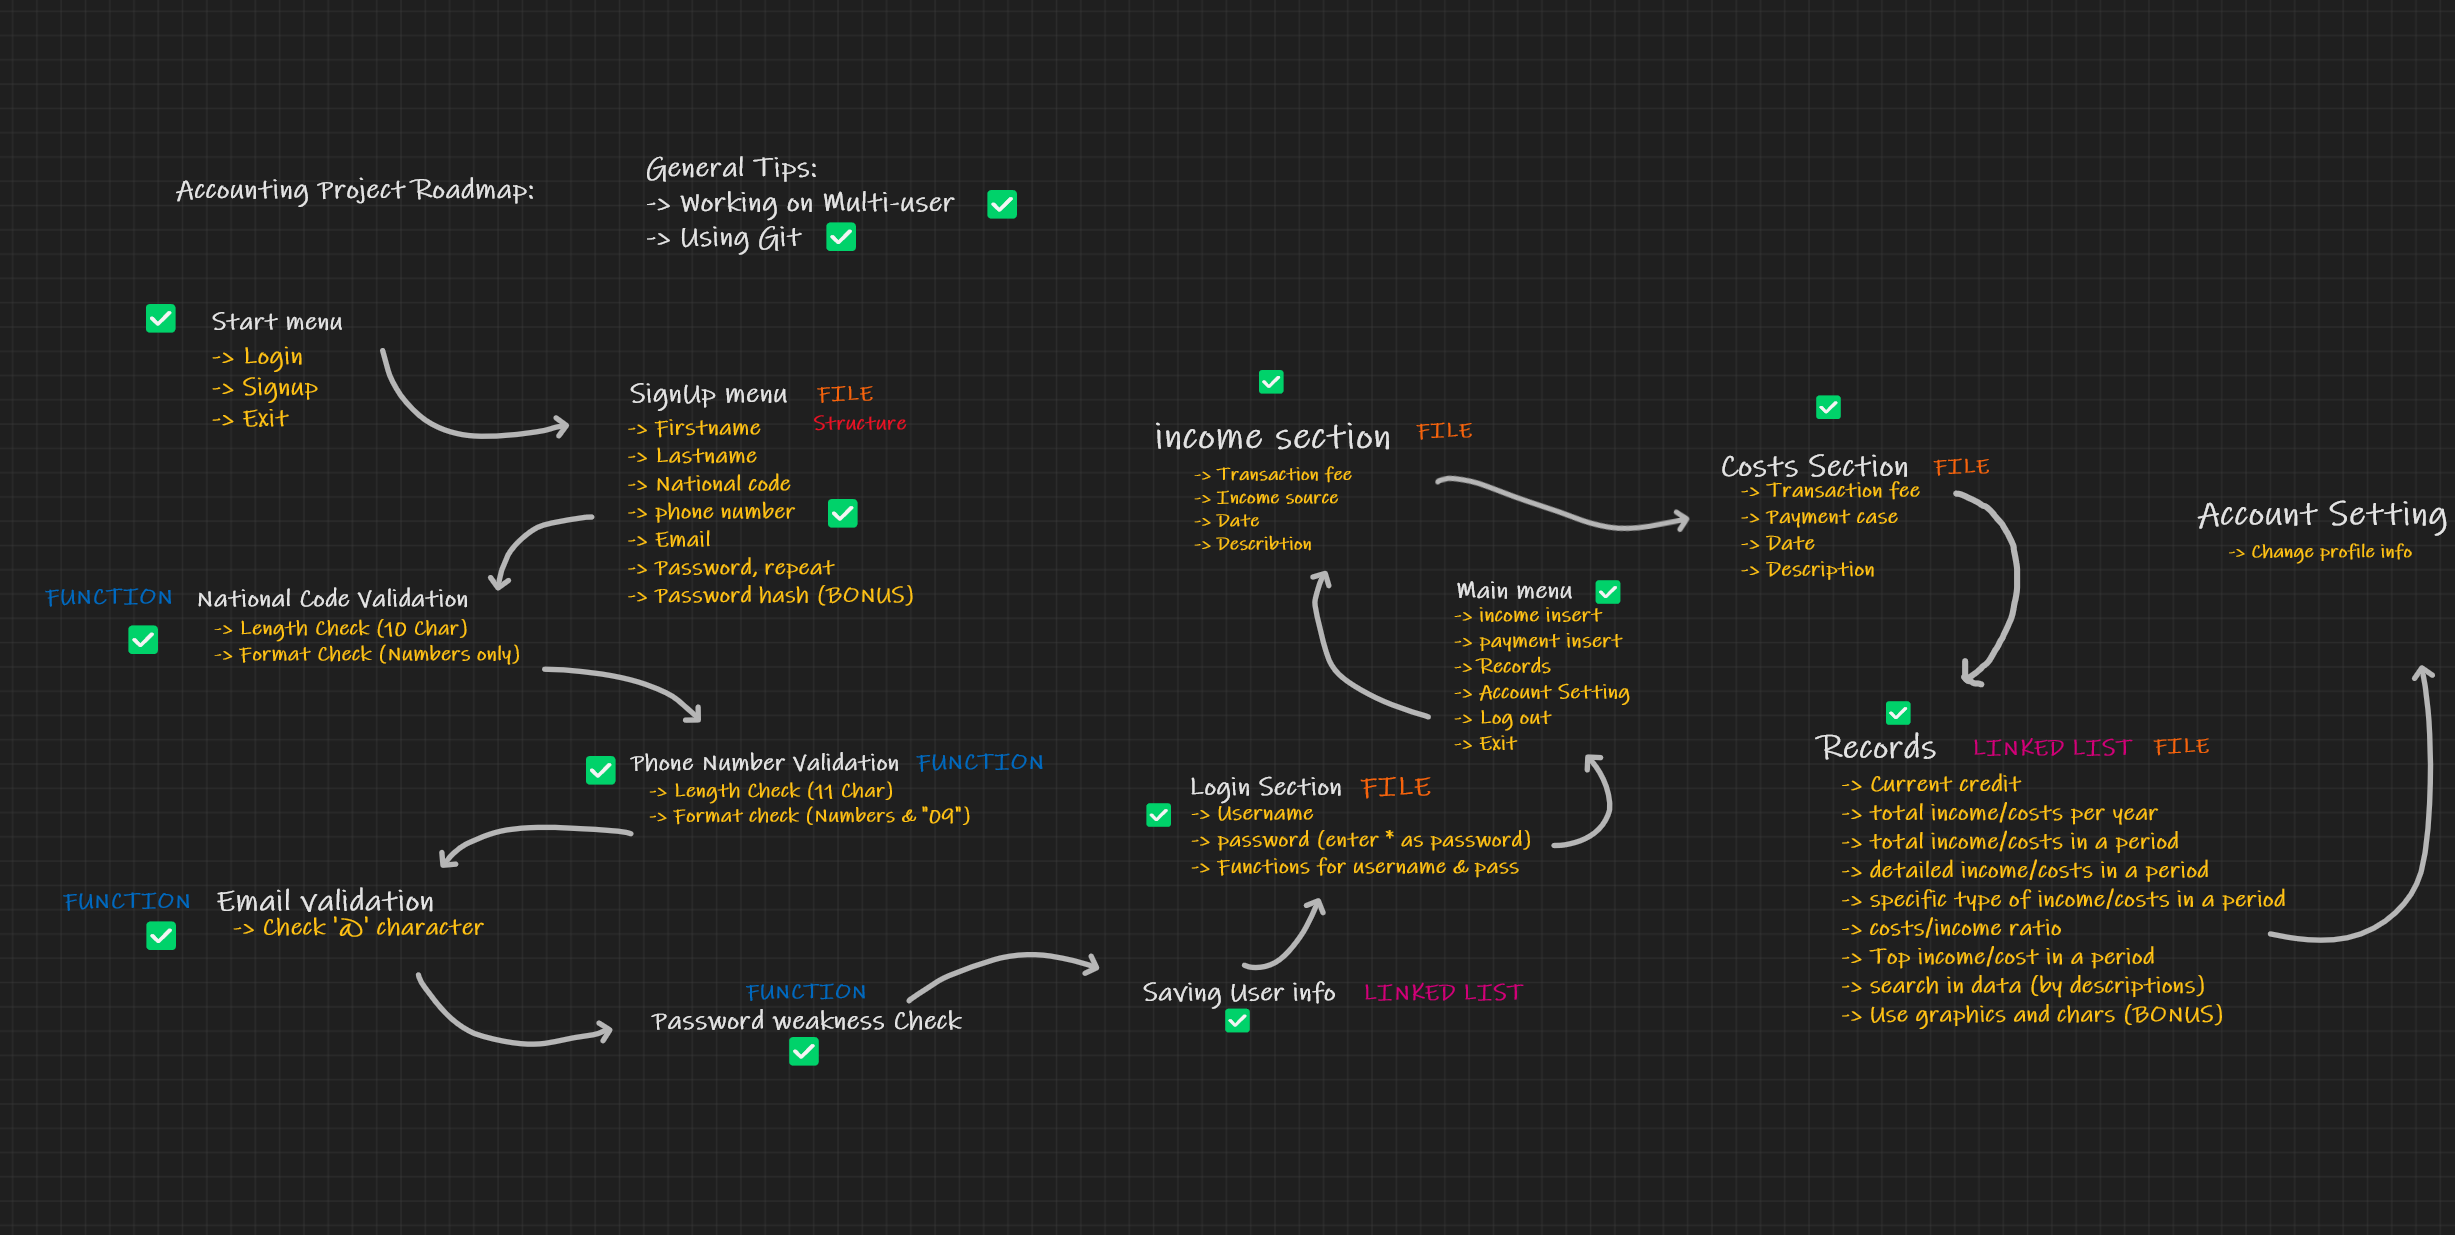 Accounting Project Roadmap:
General Tips:
-> Working on Multi-user
-> Using Git
Start menu
-> Login
-> Signup
-> Exit
SignUp menu FILE
Structure
-> Firstname
-> Lastname
-> National code
-> phone number
-> Email
-> Password, repeat
-> Password hash (BONUS)
FUNCTION National Code Validation
-> Length Check (10 Char)
-> Format Check (Numbers only)
Phone Number Validation FUNCTION
-> Length Check (11 Char)
-> Format check (Numbers & "09")
FUNCTION Email validation
-> Check '@' character
FUNCTION
Password weakness Check
Saving User info LINKED LIST
Login Section FILE
-> Username
-> password (enter * as password)
-> Functions for username & pass
Main menu
-> income insert
-> payment insert
-> Records
-> Account Setting
-> Log out
-> Exit
income section FILE
-> Transaction fee
-> Income source
-> Date
-> Describtion
Costs Section FILE
-> Transaction fee
-> Payment case
-> Date
-> Description
Records LINKED LIST FILE
-> Current credit
-> total income/costs per year
-> total income/costs in a period
-> detailed income/costs in a period
-> specific type of income/costs in a period
-> costs/income ratio
-> Top income/cost in a period
-> search in data (by descriptions)
-> Use graphics and chars (BONUS)
Account Setting
-> Change profile info